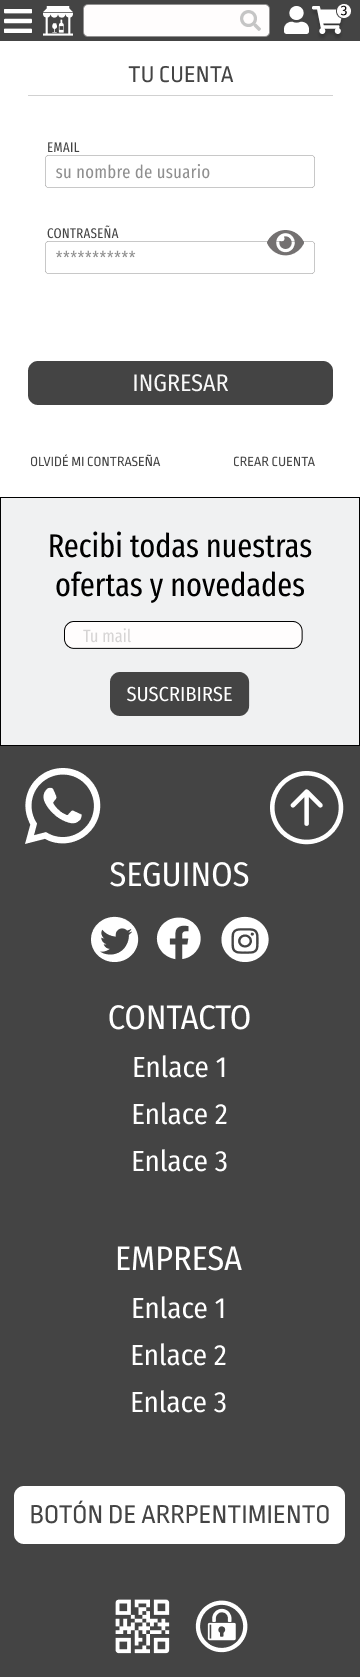 3
TU CUENTA
EMAIL
su nombre de usuario
CONTRASEÑA
***********
INGRESAR
OLVIDÉ MI CONTRASEÑA CREAR CUENTA
Recibi todas nuestras
ofertas y novedades
Tu mail
SUSCRIBIRSE
SEGUINOS
CONTACTO
Enlace 1
Enlace 2
Enlace 3
EMPRESA
Enlace 1
Enlace 2
Enlace 3
BOTÓN DE ARRPENTIMIENTO